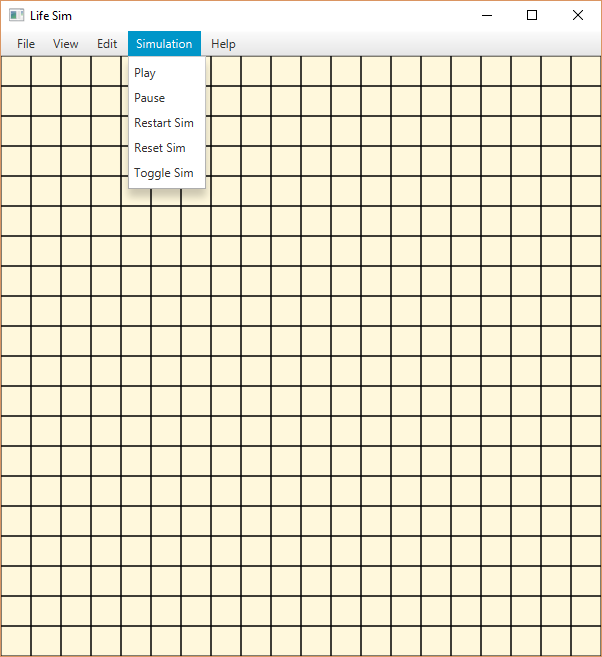 Life Sim
File View Edit Simulation Help
Play
Pause
Restart Sim
Reset Sim
Toggle Sim